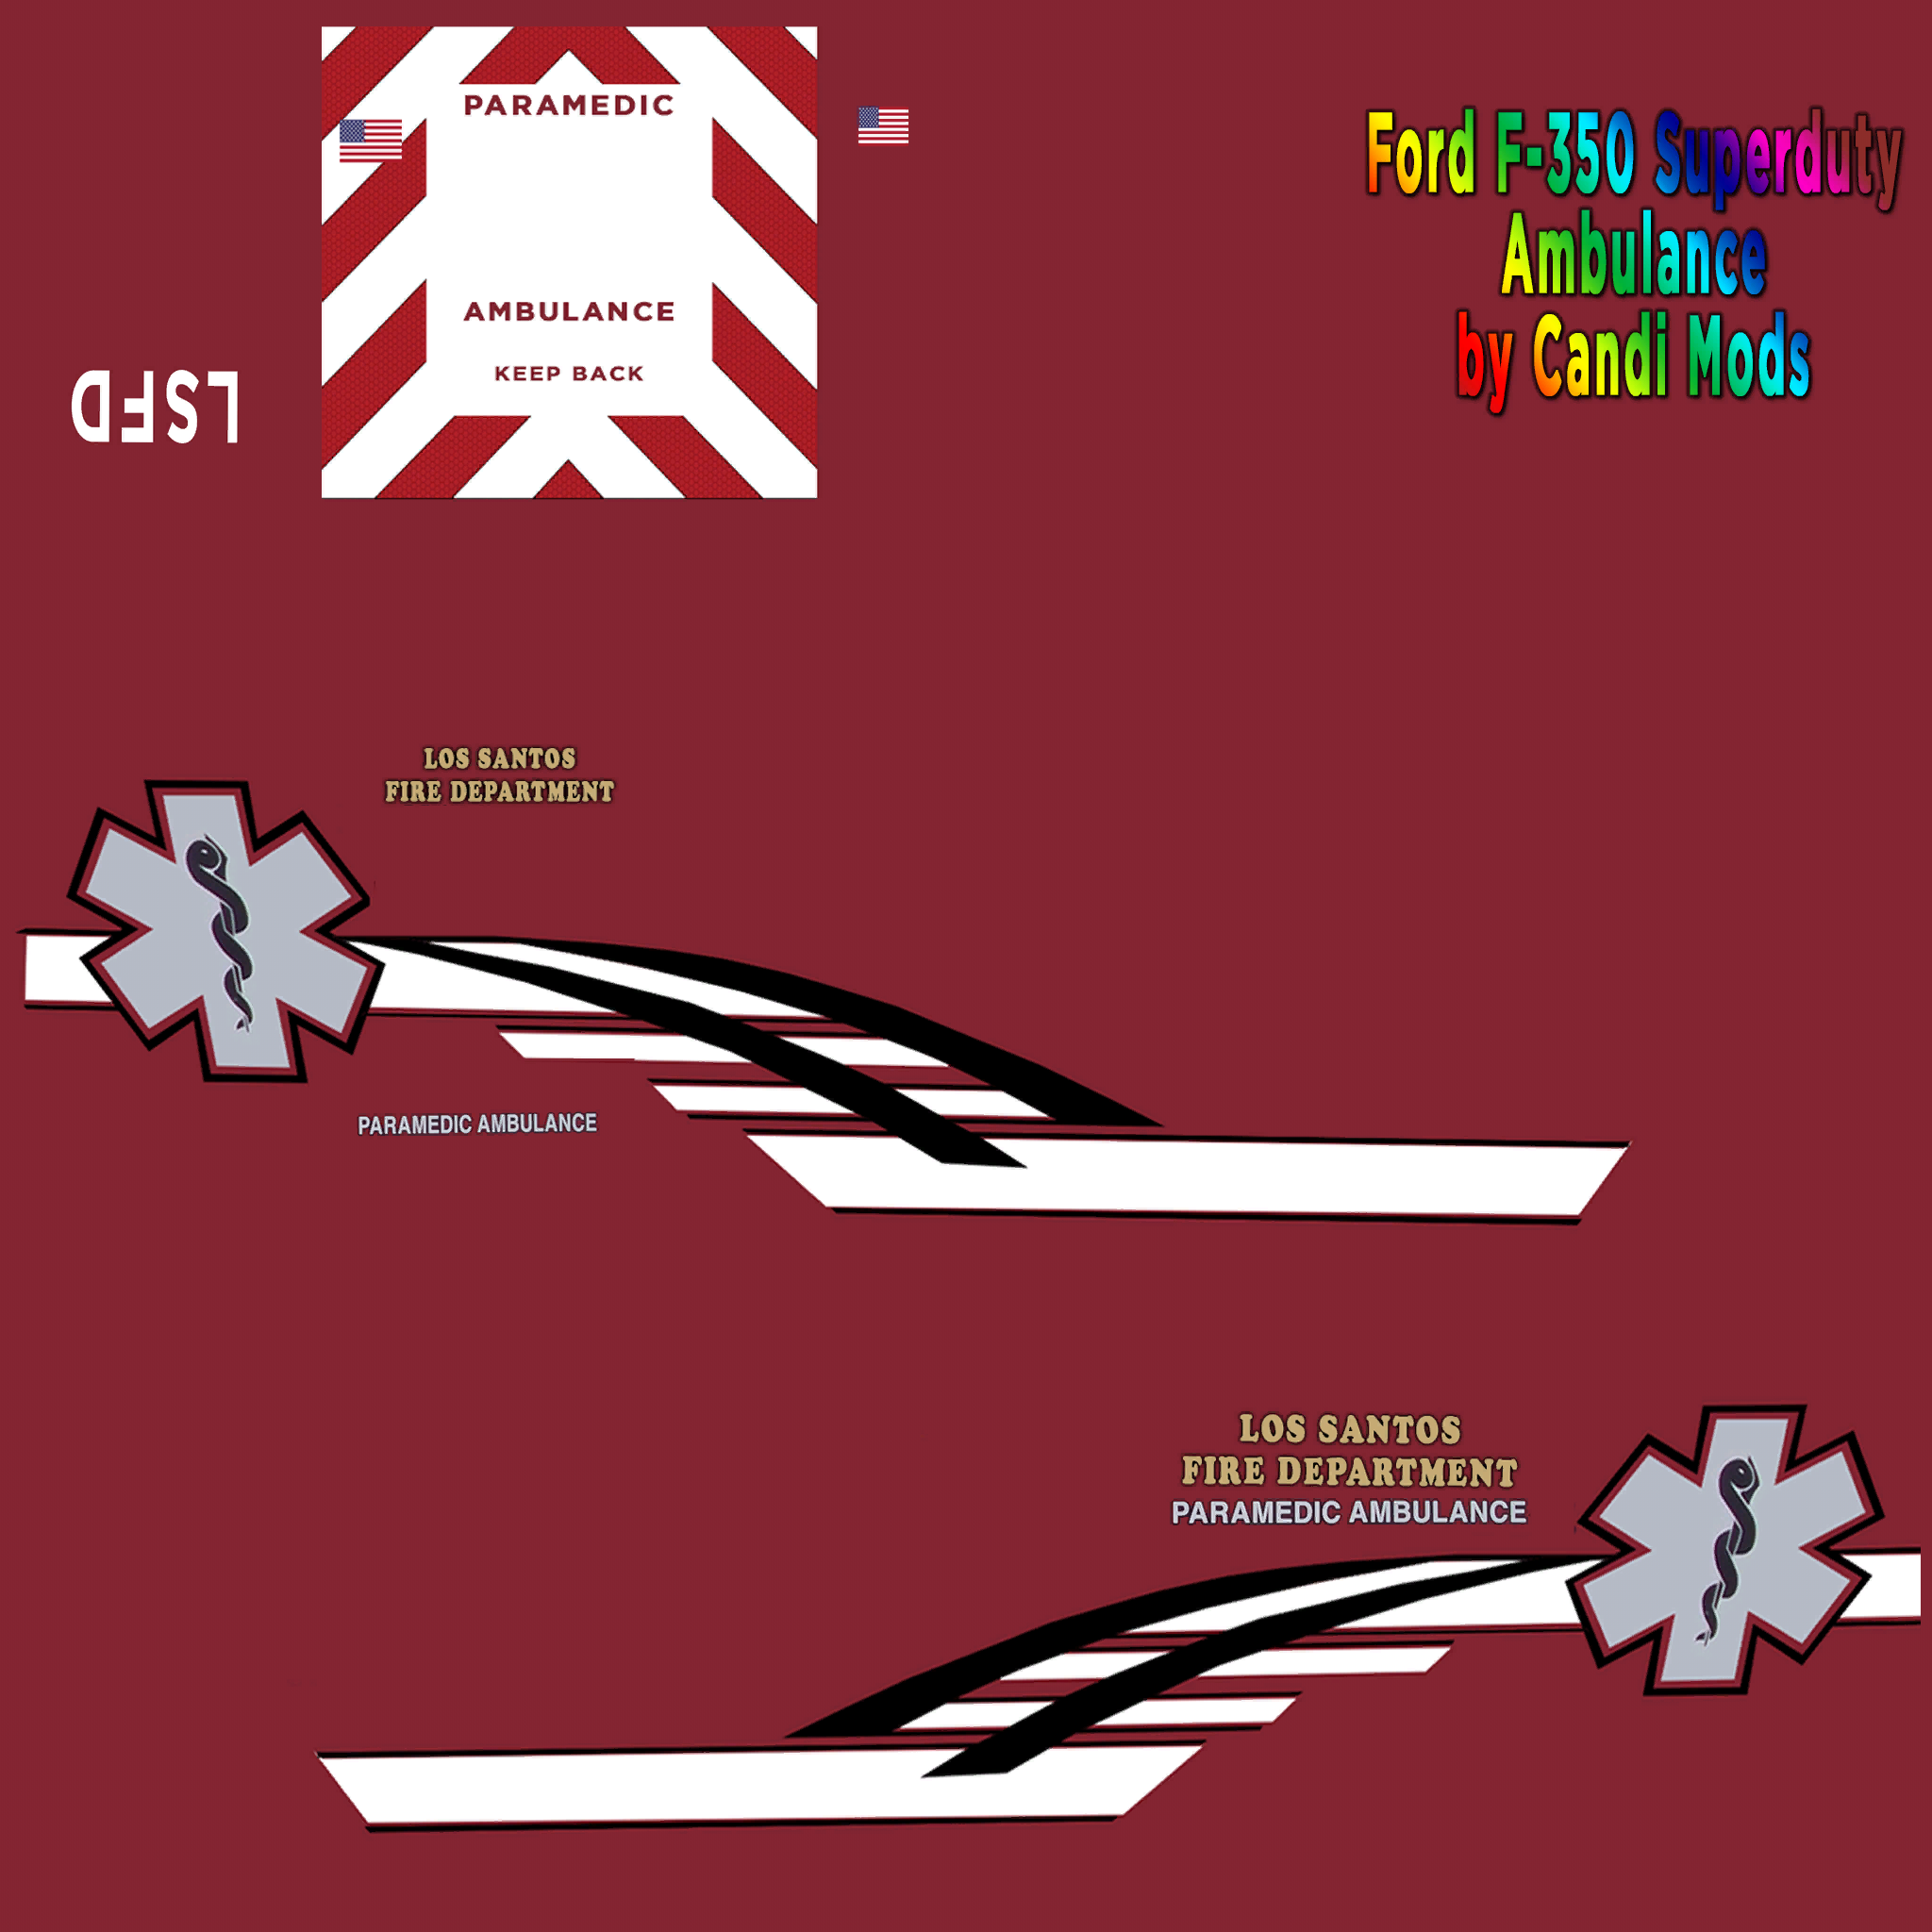 PARAMEDIC
AMBULANCE
KEEP BACK
LSFD
Ford F-350 Superduty
Ambulance
by Candi Mods
LOS SANTOS
FIRE DEPARTMENT
PARAMEDIC AMBULANCE
LOS SANTOS
FIRE DEPARTMENT
PARAMEDIC AMBULANCE